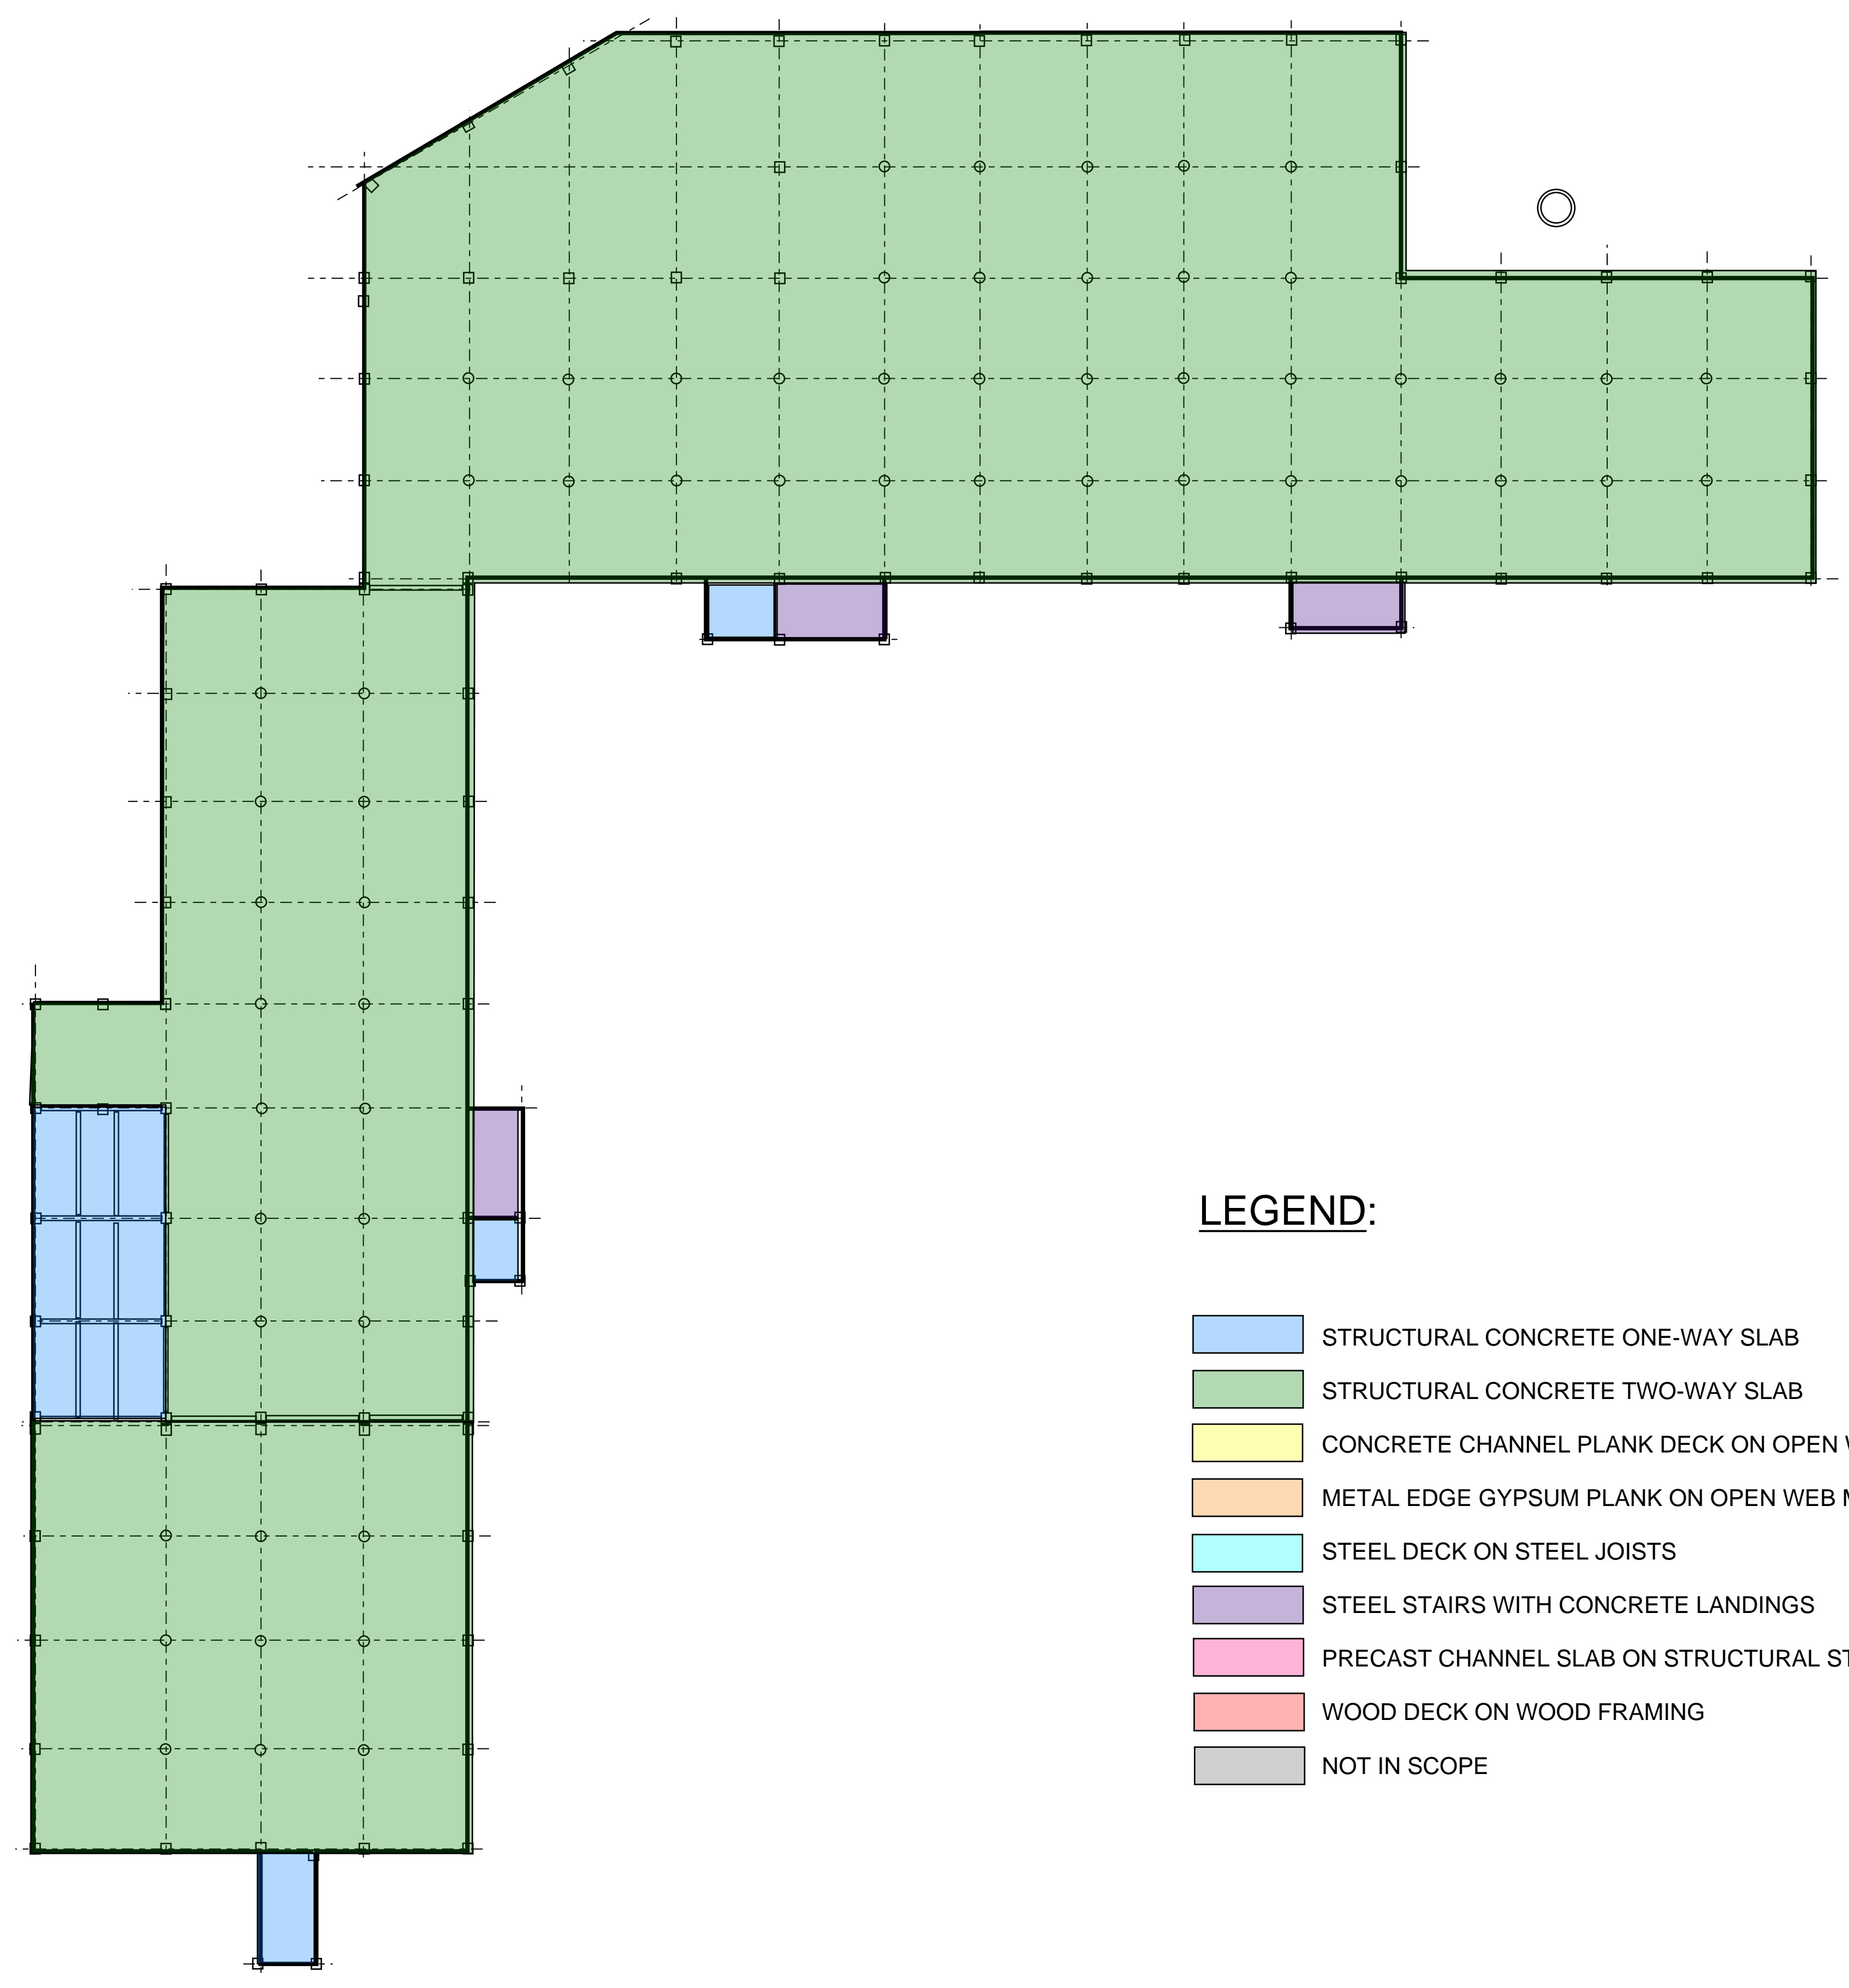 LEGEND:
STRUCTURAL CONCRETE ONE-WAY SLAB
STRUCTURAL CONCRETE TWO-WAY SLAB
CONCRETE CHANNEL PLANK DECK ON OPEN
METAL EDGE GYPSUM PLANK ON OPEN WEB
STEEL DECK ON STEEL JOISTS
STEEL STAIRS WITH CONCRETE LANDINGS
PRECAST CHANNEL SLAB ON STRUCTURAL
WOOD DECK ON WOOD FRAMING
NOT IN SCOPE